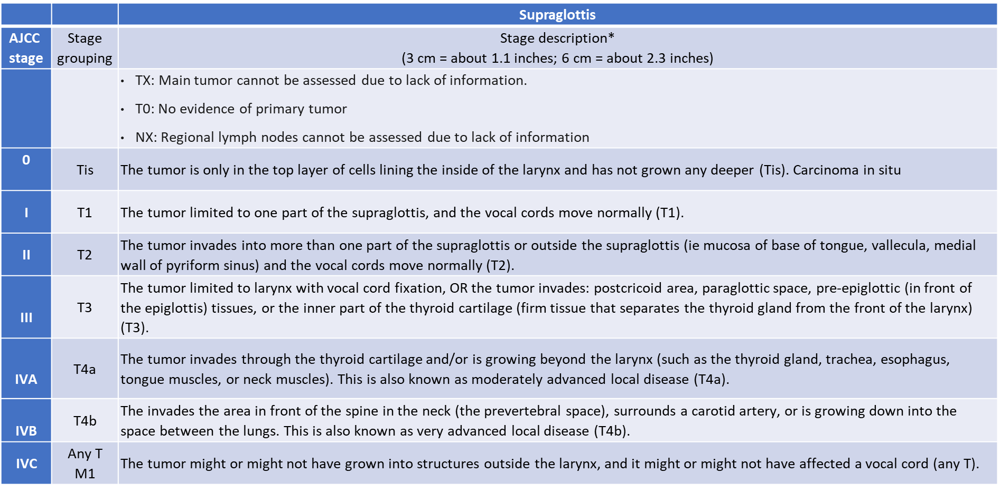 Supraglottis
AJCC stage
Stage grouping
Stage description*
(3 cm = about 1.1 inches; 6 cm = about 2.3 inches)
• TX: Main tumor cannot be assessed due to lack of information.
• T0: No evidence of primary tumor
• NX: Regional lymph nodes cannot be assessed due to lack of information
0
Tis
The tumor is only in the top layer of cells lining the inside of the larynx and has not grown any deeper (Tis). Carcinoma in situ
I
T1
The tumor limited to one part of the supraglottis, and the vocal cords move normally (T1).
II
T2
The tumor invades into more than one part of the supraglottis or outside the supraglottis (ie mucosa of base of tongue, vallecula, medial
wall of pyriform sinus) and the vocal cords move normally (T2).
III
T3
The tumor limited to larynx with vocal cord fixation, OR the tumor invades: postcricoid area, paraglottic space, pre-epiglottic (in front of
the epiglottis) tissues, or the inner part of the thyroid cartilage (firm tissue that separates the thyroid gland from the front of the larynx)
(T3).
IVA
T4a
The tumor invades through the thyroid cartilage and/or is growing beyond the larynx (such as the thyroid gland, trachea, esophagus,
tongue muscles, or neck muscles). This is also known as moderately advanced local disease (T4a).
IVB
T4b
The invades the area in front of the spine in the neck (the prevertebral space), surrounds a carotid artery, or is growing down into the
space between the lungs. This is also known as very advanced local disease (T4b).
IVC
Any T
M1
The tumor might or might not have grown into structures outside the larynx, and it might or might not have affected a vocal cord (any T).